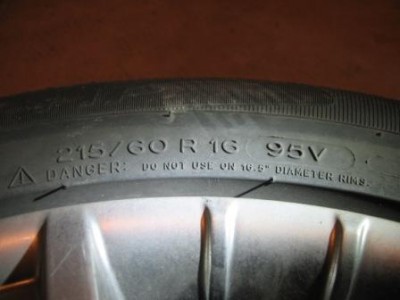 215/60 R 16 95V
⚠ DANGER: DO NOT USE ON 16.5" DIAMETER RIMS.